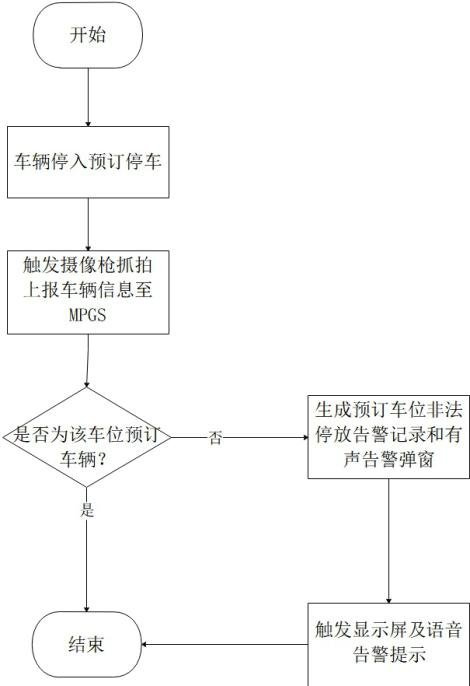 开始
车辆停入预订停车
触发摄像枪抓拍
上报车辆信息至
MPGS
是否为该车位预订
车辆？
否
生成预订车位非法
停放告警记录和有
声告警弹窗
是
触发显示屏及语音
告警提示
结束